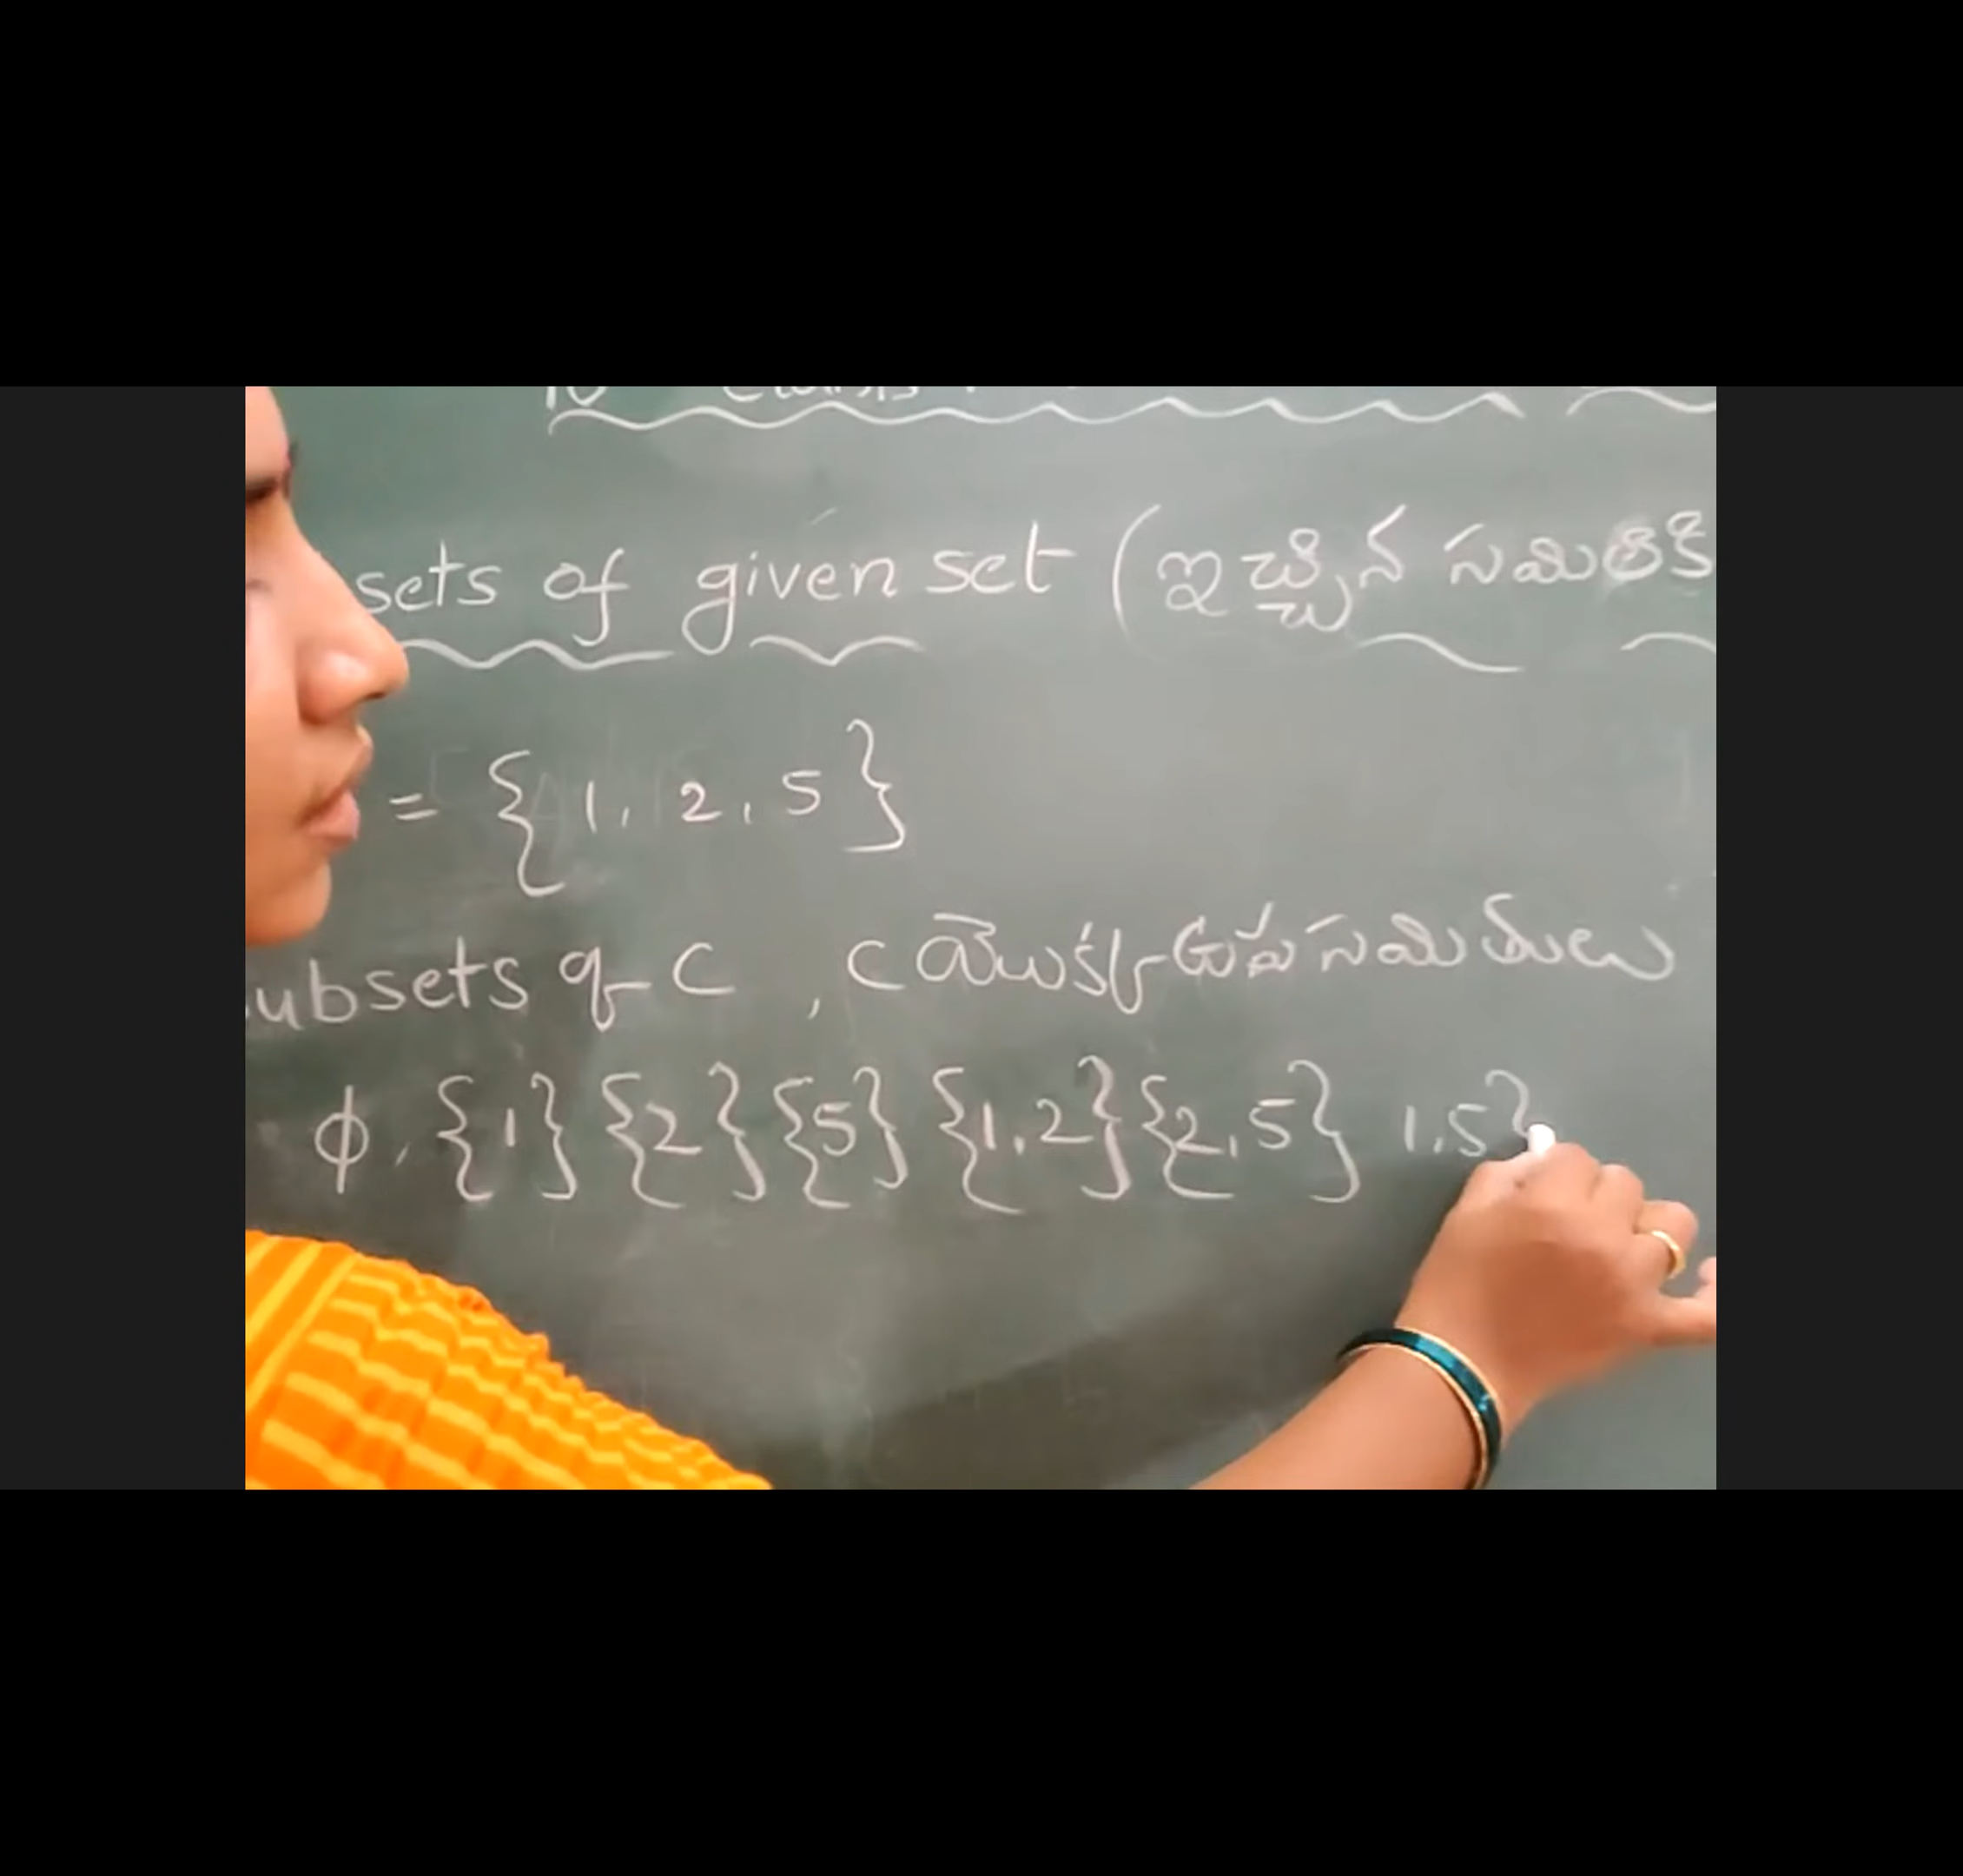 sets of given set (ఇచ్చిన సమితికి
= { 1, 2, 5 }
ubsets of C , C యొక్క ఉపసమితులు
ϕ, {1} {2} {5} {1,2} {2,5} 1,5}